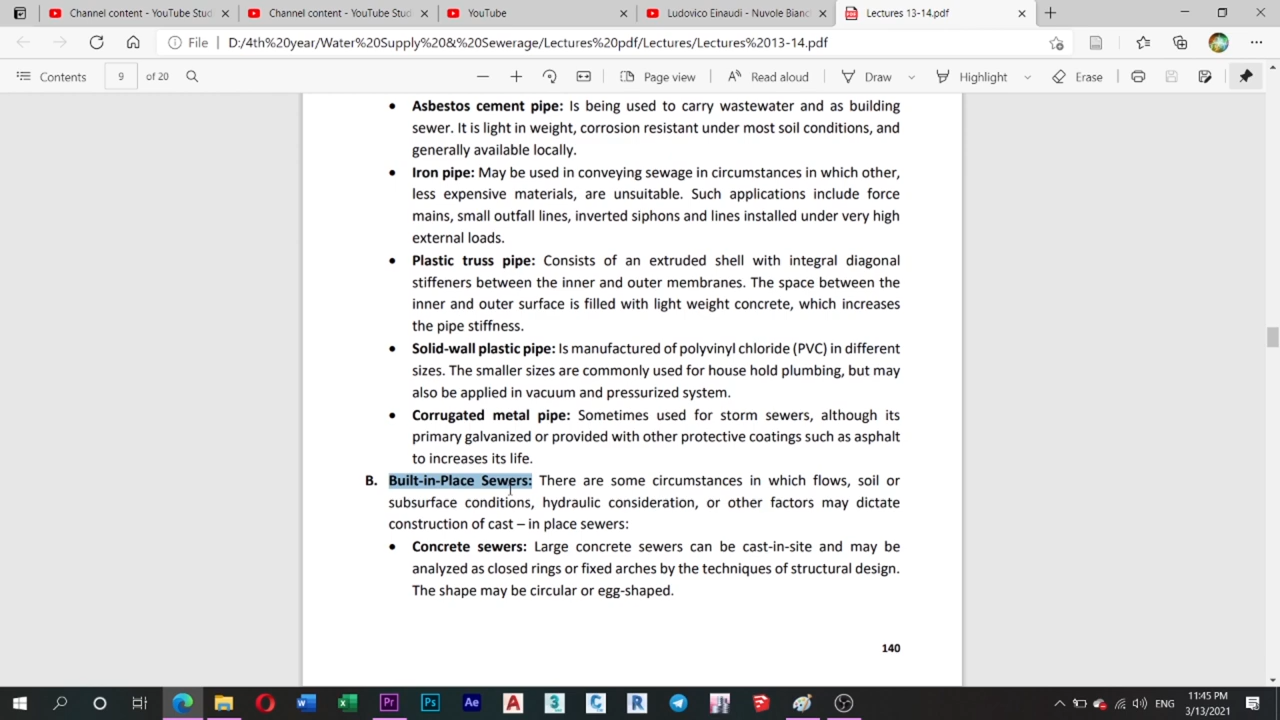 Channel content - YouTube Stud
Channel content - YouTube Stud
YouTube
Ludovico Einaudi - Nuvole Bianc
Lectures 13-14.pdf
File
D:/4th%20year/Water%20Supply%20&%20Sewerage/Lectures%20pdf/Lectures/Lectures%2013-14.pdf
Contents
9
of 20
Page view
Read aloud
Draw
Highlight
Erase
• Asbestos cement pipe: Is being used to carry wastewater and as building
sewer. It is light in weight, corrosion resistant under most soil conditions, and
generally available locally.
• Iron pipe: May be used in conveying sewage in circumstances in which other,
less expensive materials, are unsuitable. Such applications include force
mains, small outfall lines, inverted siphons and lines installed under very high
external loads.
• Plastic truss pipe: Consists of an extruded shell with integral diagonal
stiffeners between the inner and outer membranes. The space between the
inner and outer surface is filled with light weight concrete, which increases
the pipe stiffness.
• Solid-wall plastic pipe: Is manufactured of polyvinyl chloride (PVC) in different
sizes. The smaller sizes are commonly used for house hold plumbing, but may
also be applied in vacuum and pressurized system.
• Corrugated metal pipe: Sometimes used for storm sewers, although its
primary galvanized or provided with other protective coatings such as asphalt
to increases its life.
B. Built-in-Place Sewers: There are some circumstances in which flows, soil or
subsurface conditions, hydraulic consideration, or other factors may dictate
construction of cast – in place sewers:
• Concrete sewers: Large concrete sewers can be cast-in-site and may be
analyzed as closed rings or fixed arches by the techniques of structural design.
The shape may be circular or egg-shaped.
140
ENG
11:45 PM
3/13/2021